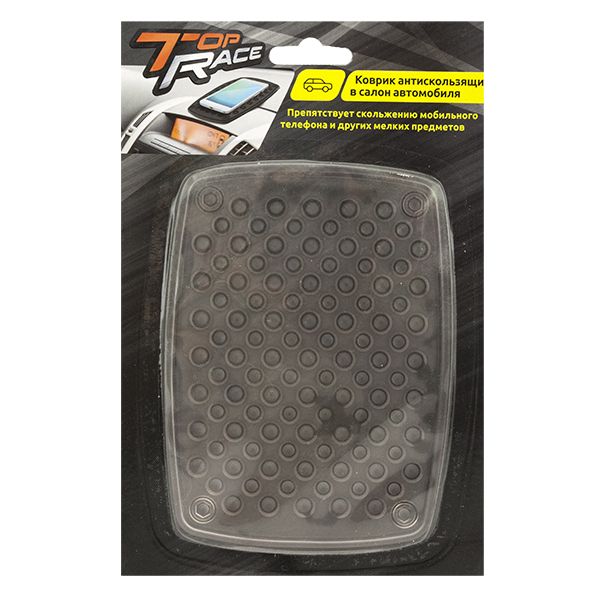 TOP
RACE
Коврик антискользящи
в салон автомобиля
Препятствует скольжению мобильного
телефона и других мелких предметов